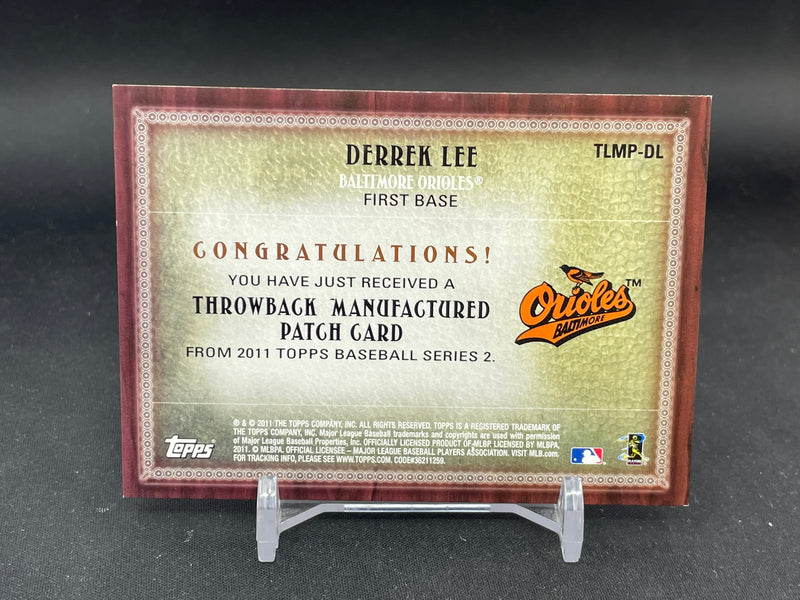 DERREK LEE
TLMP-DL
BALTIMORE ORIOLES®
FIRST BASE
CONGRATULATIONS!
YOU HAVE JUST RECEIVED A
THROWBACK MANUFACTURED
PATCH CARD
FROM 2011 TOPPS BASEBALL SERIES 2.
Orioles™
BALTIMORE
® & © 2011 THE TOPPS COMPANY, INC. ALL RIGHTS RESERVED. TOPPS IS A REGISTERED TRADEMARK OF
THE TOPPS COMPANY, INC. Major League Baseball trademarks and copyrights are used with permission
of Major League Baseball Properties, Inc. OFFICIALLY LICENSED PRODUCT OF MLBP. LICENSED BY MLBPA,
2011. © MLBPA. OFFICIAL LICENSEE – MAJOR LEAGUE BASEBALL PLAYERS ASSOCIATION. VISIT MLB.com.
FOR TRACKING INFO, PLEASE SEE WWW.TOPPS.COM. CODE#36211259.
TOPPS